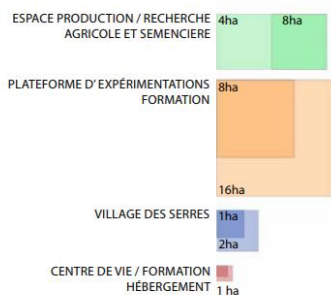 ESPACE PRODUCTION / RECHERCHE
AGRICOLE ET SEMENCIERE
4ha
8ha
PLATEFORME D'EXPÉRIMENTATIONS
FORMATION
8ha
16ha
VILLAGE DES SERRES
1ha
2ha
CENTRE DE VIE / FORMATION
HÉBERGEMENT
1 ha